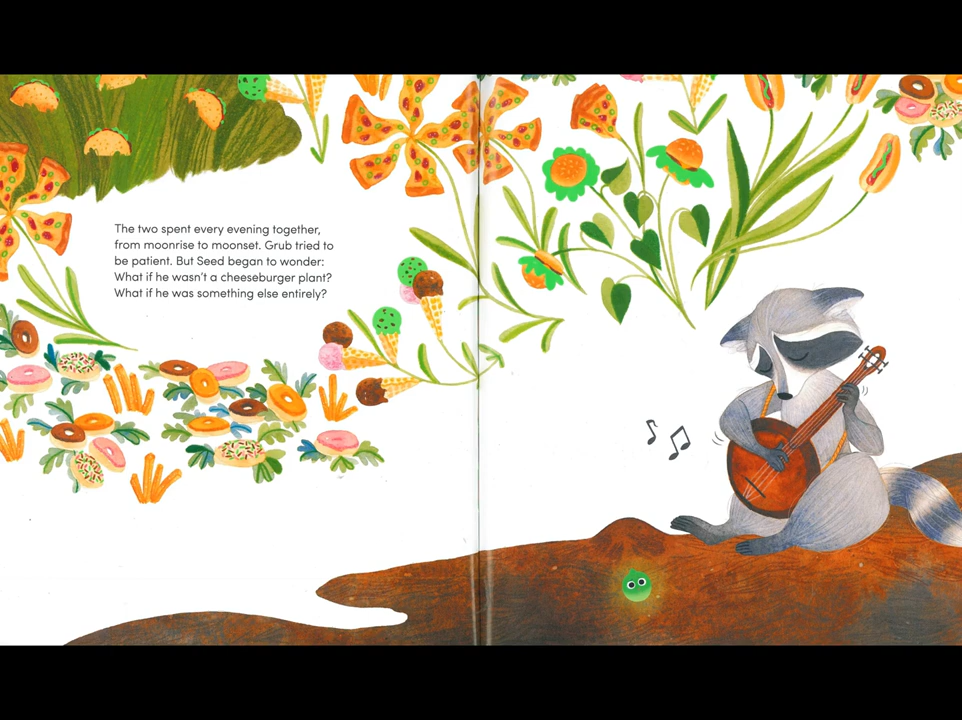 The two spent every evening together,
from moonrise to moonset. Grub tried to
be patient. But Seed began to wonder:
What if he wasn't a cheeseburger plant?
What if he was something else entirely?